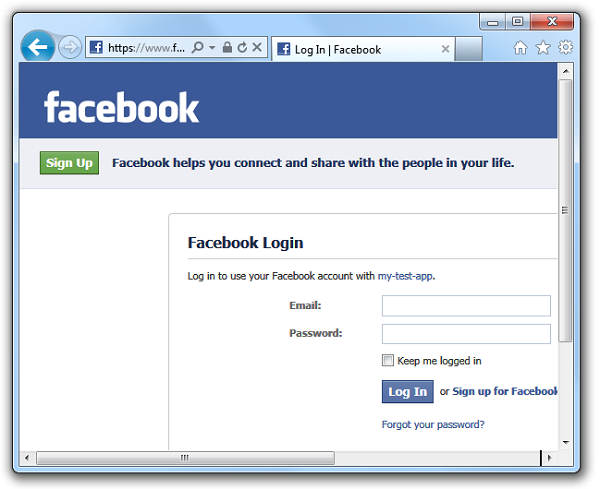 https://www.f...
Log In | Facebook
facebook
Sign Up
Facebook helps you connect and share with the people in your life.
Facebook Login
Log in to use your Facebook account with my-test-app.
Email:
Password:
Keep me logged in
Log In or Sign up for Facebook
Forgot your password?